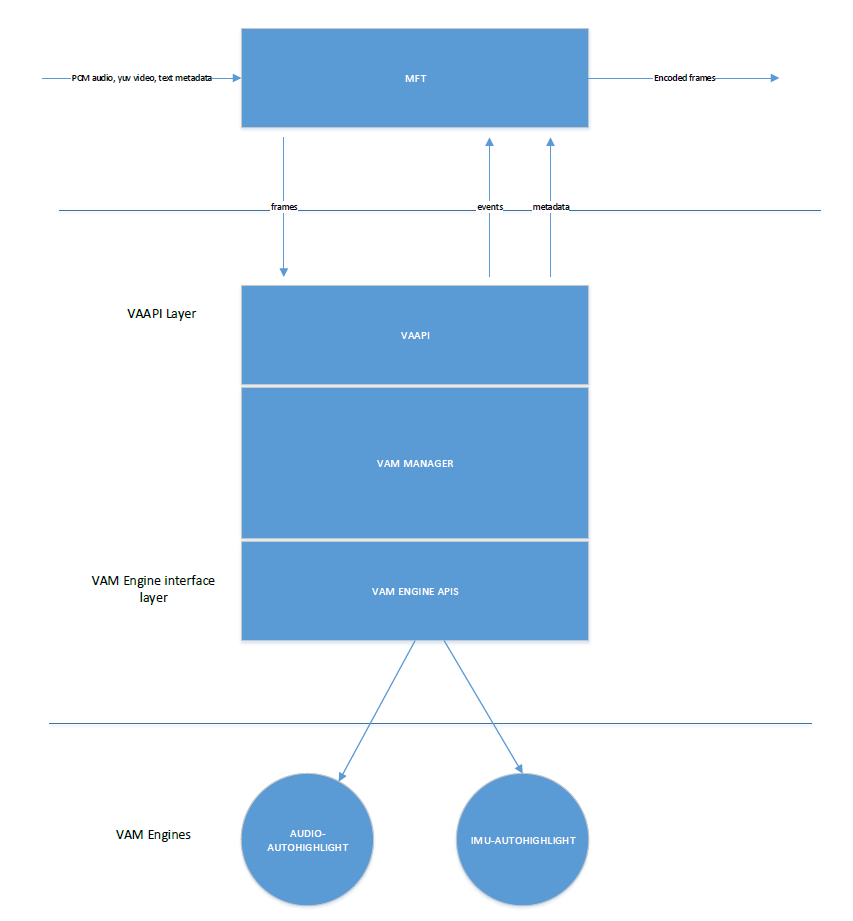 PCM audio, yuv video, text metadata
MFT
Encoded frames
frames
events
metadata
VAAPI Layer
VAAPI
VAM MANAGER
VAM Engine interface
layer
VAM ENGINE APIS
VAM Engines
AUDIO-
AUTOHIGHLIGHT
IMU-AUTOHIGHLIGHT